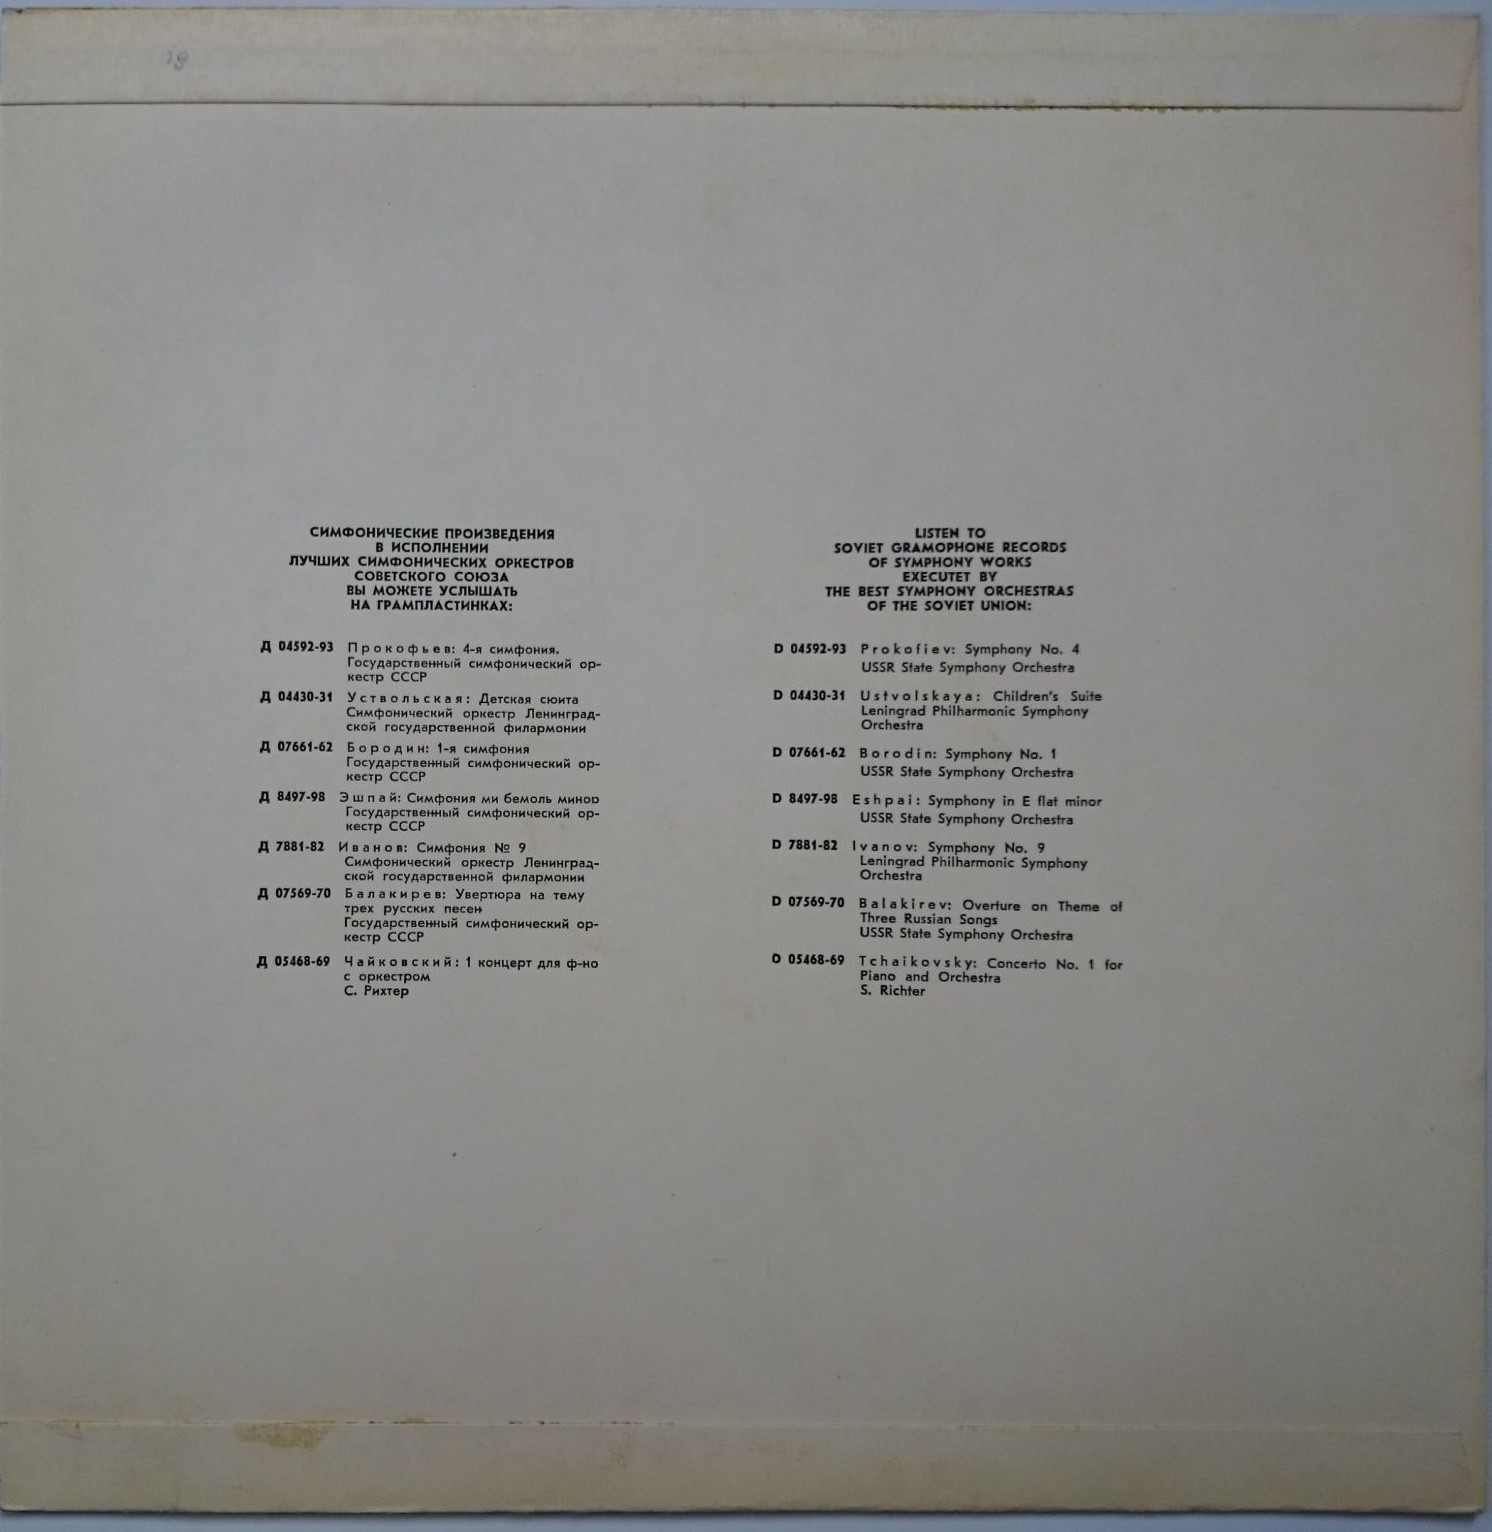 СИМФОНИЧЕСКИЕ ПРОИЗВЕДЕНИЯ
В ИСПОЛНЕНИИ
ЛУЧШИХ СИМФОНИЧЕСКИХ ОРКЕСТРОВ
СОВЕТСКОГО СОЮЗА
ВЫ МОЖЕТЕ УСЛЫШАТЬ
НА ГРАМПЛАСТИНКАХ:
Д 04592-93 Прокофьев: 4-я симфония.
Государственный симфонический ор-
кестр СССР
Д 04430-31 Уствольская: Детская сюита
Симфонический оркестр Ленинград-
ской государственной филармонии
Д 07661-62 Бородин: 1-я симфония
Государственный симфонический ор-
кестр СССР
Д 8497-98 Эшпай: Симфония ми бемоль минор
Государственный симфонический ор-
кестр СССР
Д 7881-82 Иванов: Симфония № 9
Симфонический оркестр Ленинград-
ской государственной филармонии
Д 07569-70 Балакирев: Увертюра на тему
трех русских песен
Государственный симфонический ор-
кестр СССР
Д 05468-69 Чайковский: 1 концерт для ф-но
с оркестром
С. Рихтер
LISTEN TO
SOVIET GRAMOPHONE RECORDS
OF SYMPHONY WORKS
EXECUTET BY
THE BEST SYMPHONY ORCHESTRAS
OF THE SOVIET UNION:
D 04592-93 Prokofiev: Symphony No. 4
USSR State Symphony Orchestra
D 04430-31 Ustvolskaya: Children's Suite
Leningrad Philharmonic Symphony
Orchestra
D 07661-62 Borodin: Symphony No. 1
USSR State Symphony Orchestra
D 8497-98 Eshpai: Symphony in E flat minor
USSR State Symphony Orchestra
D 7881-82 Ivanov: Symphony No. 9
Leningrad Philharmonic Symphony
Orchestra
D 07569-70 Balakirev: Overture on Theme of
Three Russian Songs
USSR State Symphony Orchestra
D 05468-69 Tchaikovsky: Concerto No. 1 for
Piano and Orchestra
S. Richter